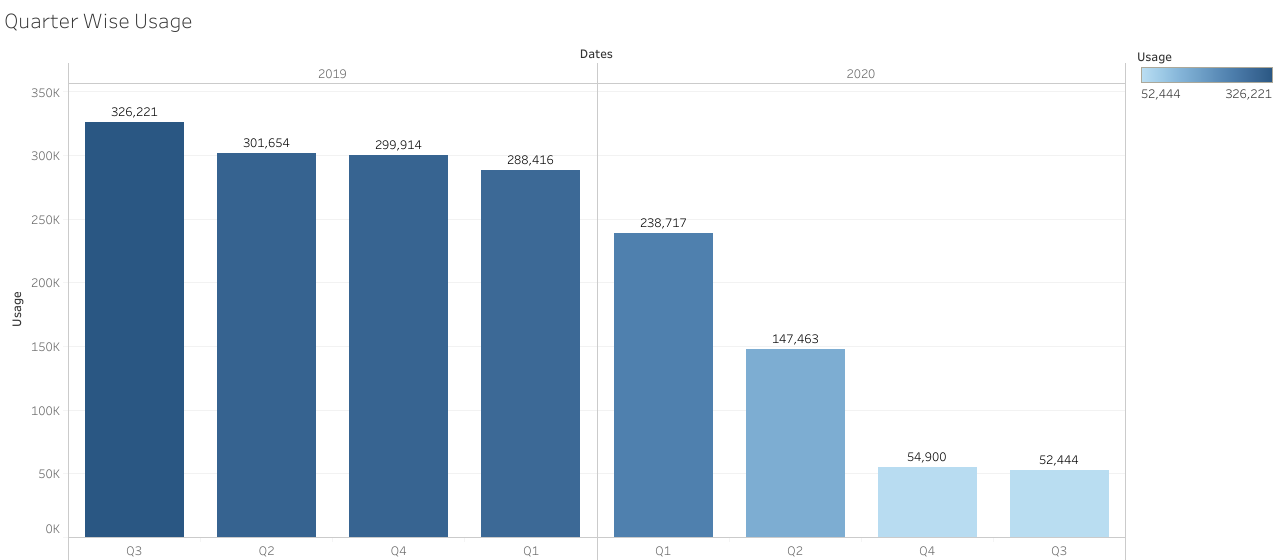 Quarter Wise Usage
Dates
2019 2020
Usage
52,444 326,221
350K
300K
250K
200K
150K
100K
50K
0K
Usage
326,221
301,654
299,914
288,416
238,717
147,463
54,900
52,444
Q3 Q2 Q4 Q1 Q1 Q2 Q4 Q3